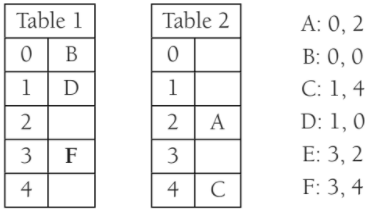 Table 1
0 B
1 D
2
3 F
4
Table 2
0
1
2 A
3
4 C
A: 0, 2
B: 0, 0
C: 1, 4
D: 1, 0
E: 3, 2
F: 3, 4